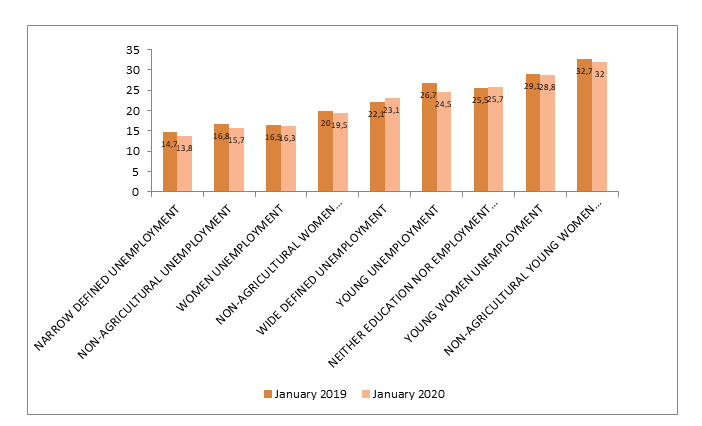 35
30
25
20
15
10
5
0
14,7 13,8
16,8 15,7
16,5 16,3
20 19,5
22,1 23,1
26,7 24,5
25,5 25,7
29,1 28,8
32,7 32
NARROW DEFINED UNEMPLOYMENT
NON-AGRICULTURAL UNEMPLOYMENT
WOMEN UNEMPLOYMENT
NON-AGRICULTURAL WOMEN...
WIDE DEFINED UNEMPLOYMENT
YOUNG UNEMPLOYMENT
NEITHER EDUCATION NOR EMPLOYMENT...
YOUNG WOMEN UNEMPLOYMENT
NON-AGRICULTURAL YOUNG WOMEN...
January 2019 January 2020